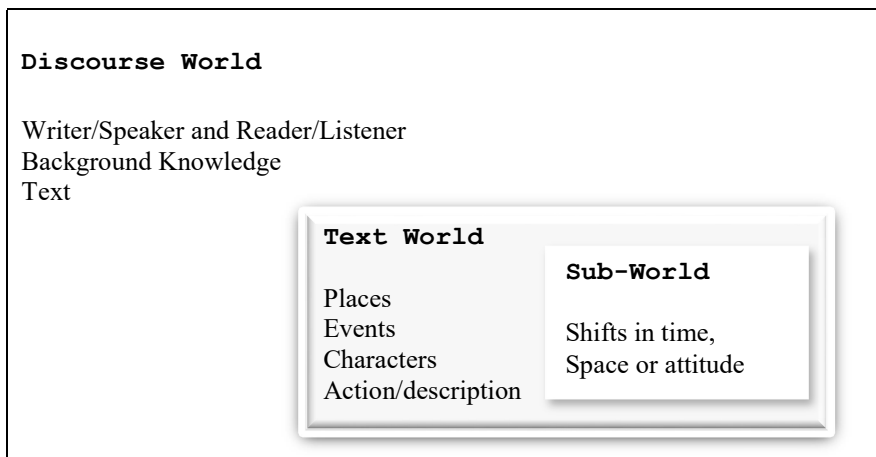 Discourse World
Writer/Speaker and Reader/Listener
Background Knowledge
Text
Text World
Places
Events
Characters
Action/description
Sub-World
Shifts in time,
Space or attitude